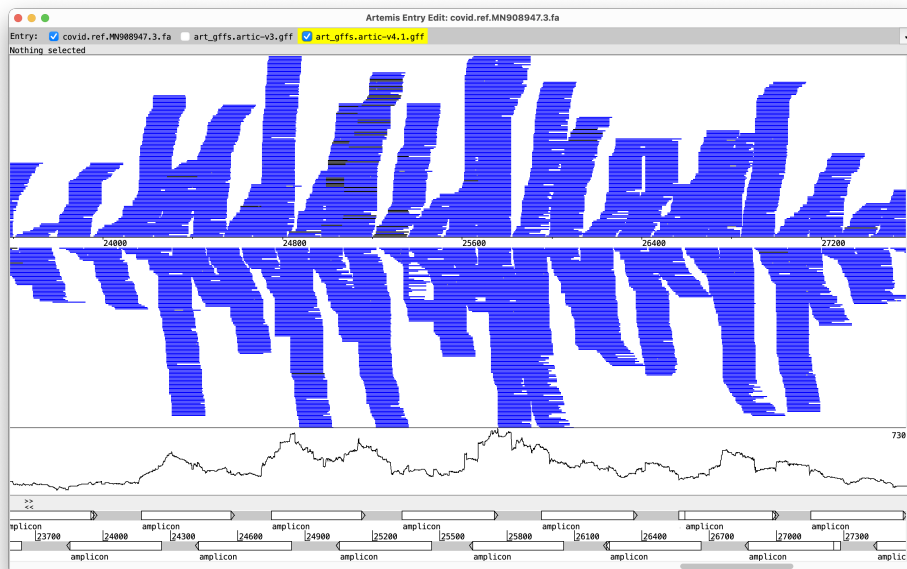 Artemis Entry Edit: covid.ref.MN908947.3.fa
Entry: covid.ref.MN908947.3.fa art_gffs.artic-v3.gff art_gffs.artic-v4.1.gff
Nothing selected
24000 24800 25600 26400 27200
730
>>
<<
mplicon amplicon amplicon amplicon amplicon amplicon amplicon
23700 24000 24300 24600 24900 25200 25500 25800 26100 26400 26700 27000 27300
amplicon amplicon amplicon amplicon amplicon amplicon amplicon